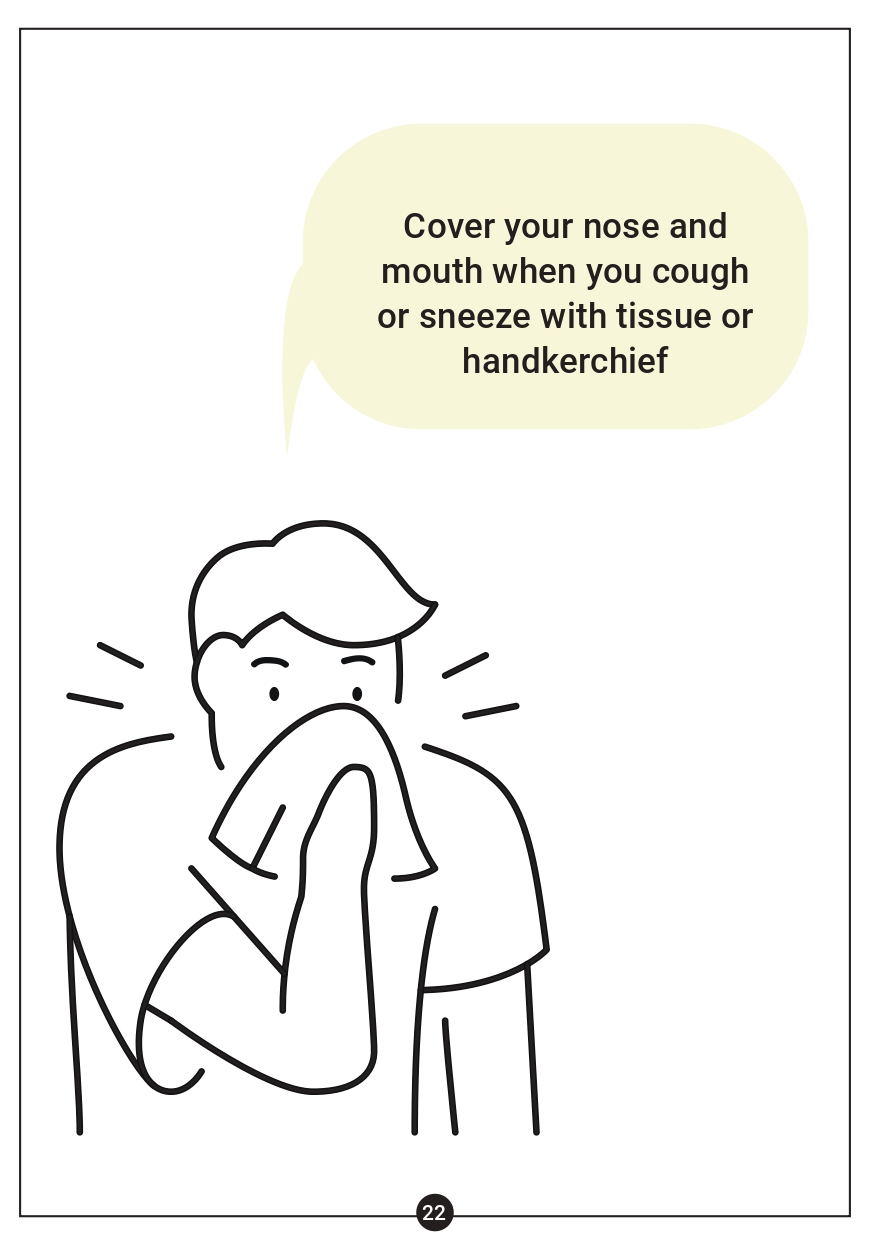 Cover your nose and
mouth when you cough
or sneeze with tissue or
handkerchief
22